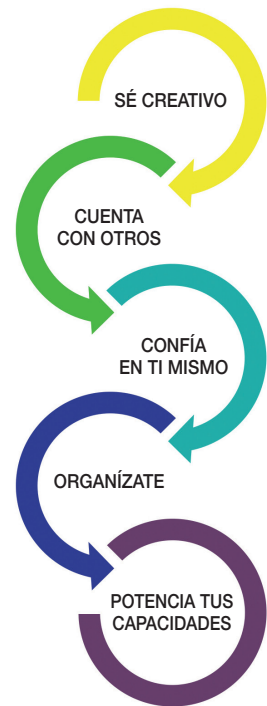 SÉ CREATIVO
CUENTA
CON OTROS
CONFÍA
EN TI MISMO
ORGANÍZATE
POTENCIA TUS
CAPACIDADES